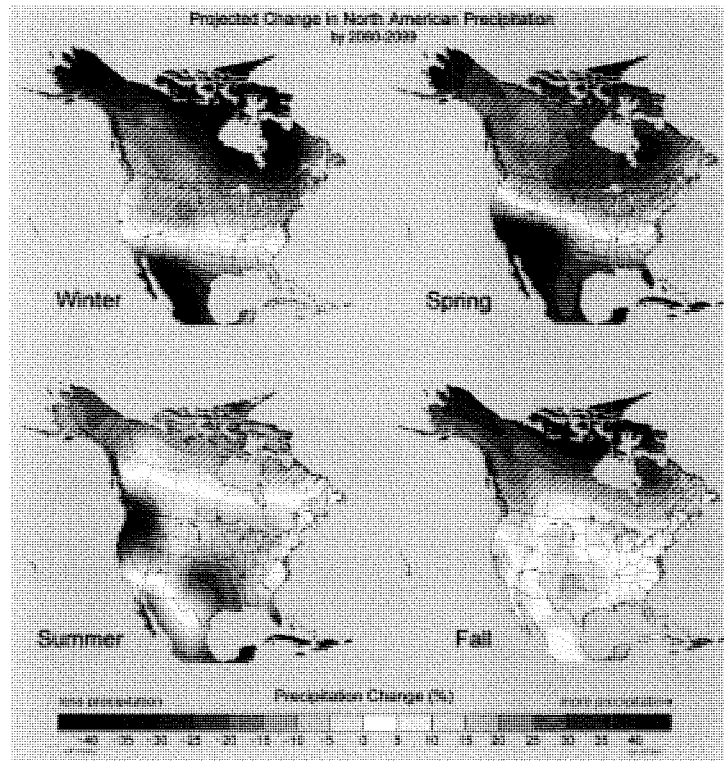 Projected Change in North American Precipitation
by 2080-2099
Winter
Spring
Summer
Fall
Precipitation Change (%)
less precipitation
more precipitation
-40 -35 -30 -25 -20 -15 -10 -5 0 5 10 15 20 25 30 35 40